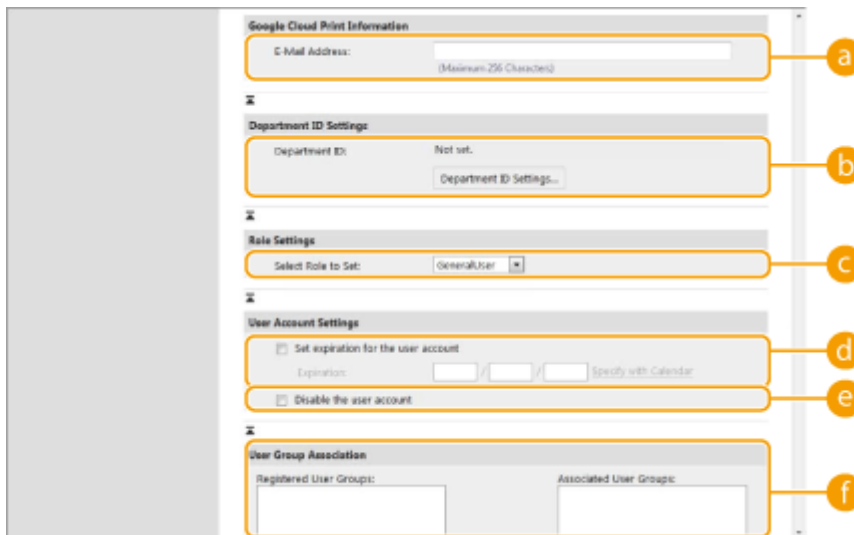 Google Cloud Print Information
E-Mail Address:
(Maximum 256 Characters)
a
Department ID Settings
Department ID: Not set.
Department ID Settings...
b
Role Settings
Select Role to Set: GeneralUser
c
User Account Settings
Set expiration for the user account
Expiration: / / Specify with Calendar
d
Disable the user account
e
User Group Association
Registered User Groups: Associated User Groups:
f